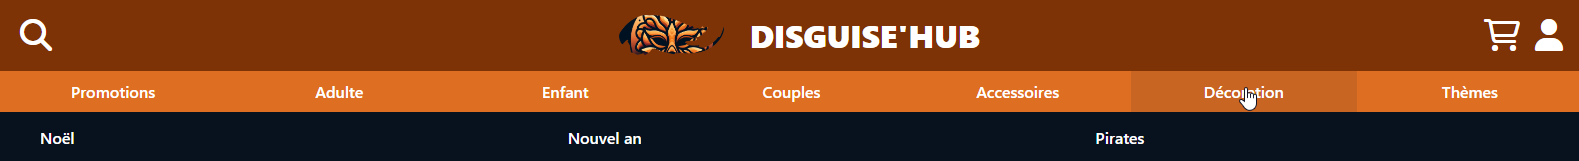 DISGUISE'HUB
Promotions Adulte Enfant Couples Accessoires Décoration Thèmes
Noël Nouvel an Pirates